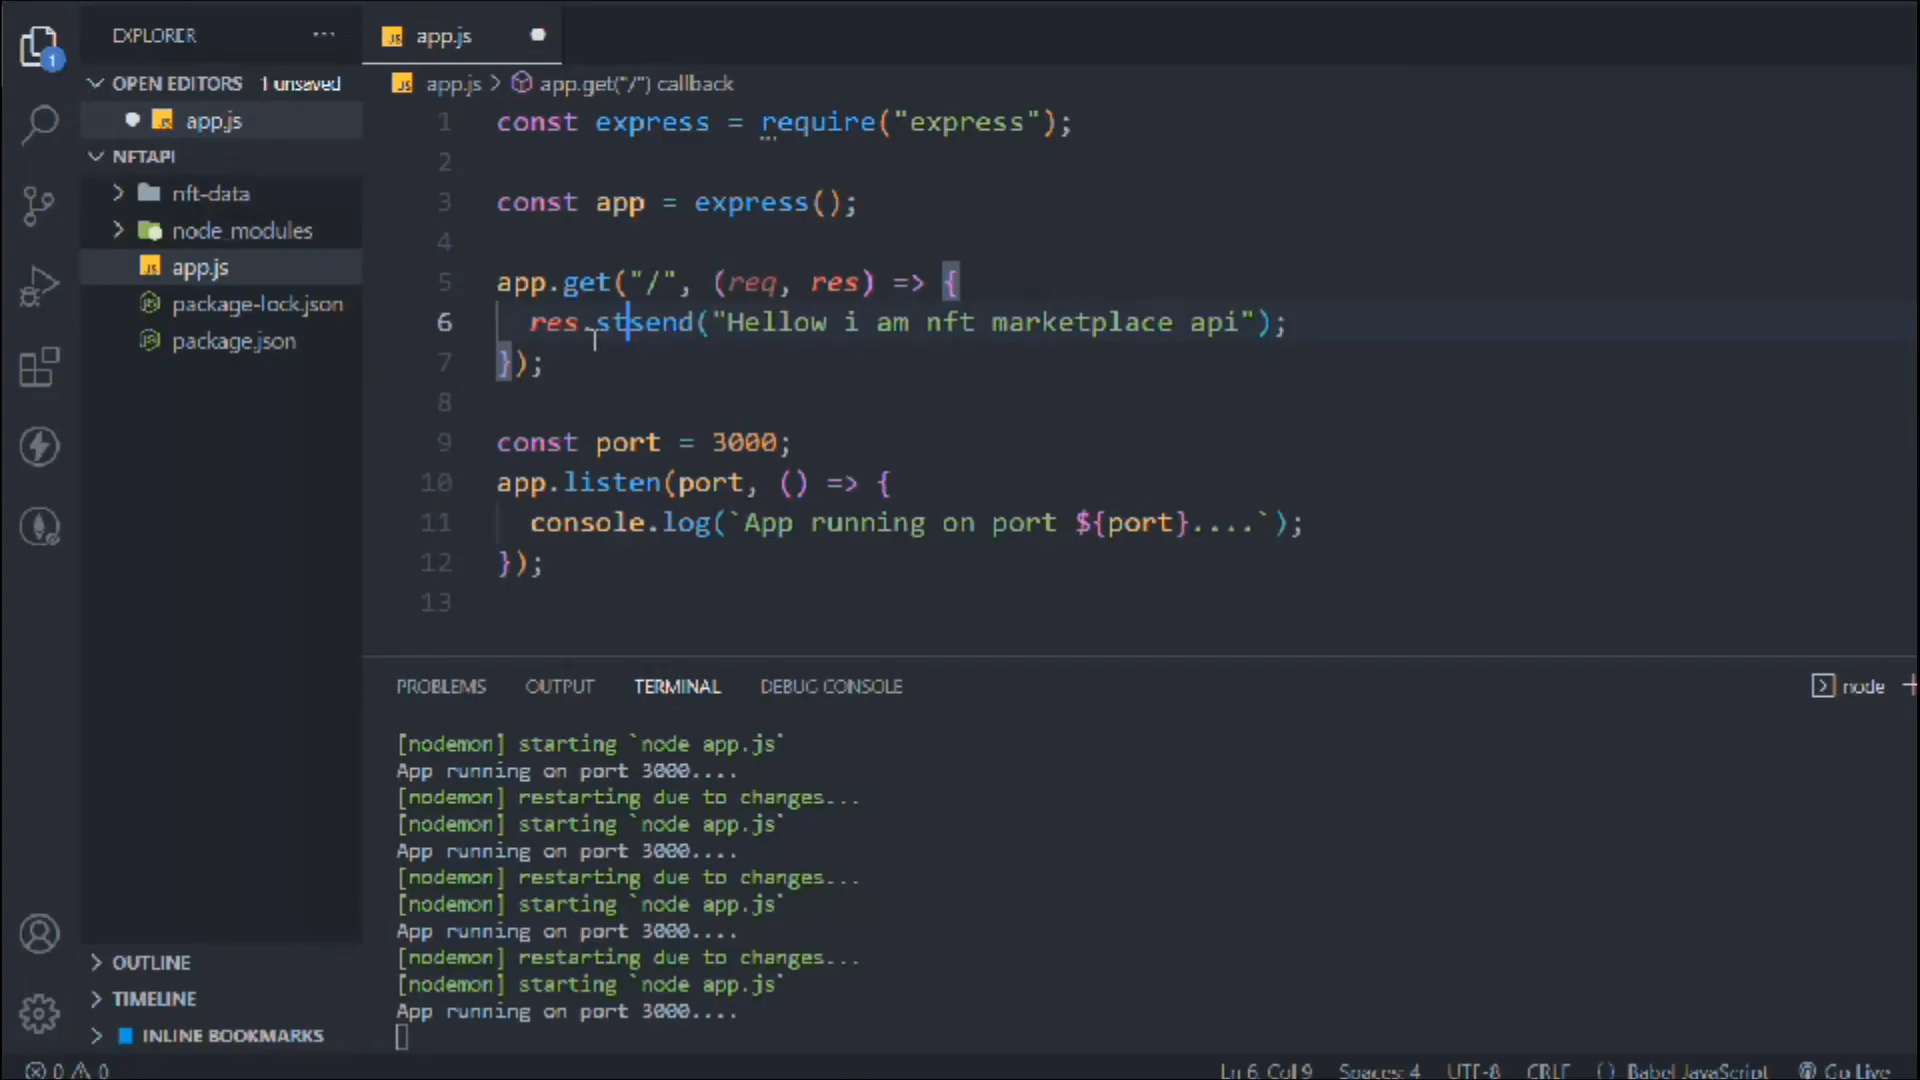 EXPLORER ...
OPEN EDITORS 1 unsaved
app.js
NFTAPI
nft-data
node_modules
app.js
package-lock.json
package.json
OUTLINE
TIMELINE
INLINE BOOKMARKS
1
app.js
app.js > app.get("/") callback
1 const express = require("express");
2
3 const app = express();
4
5 app.get("/", (req, res) => {
6 res.stsend("Hellow i am nft marketplace api");
7 });
8
9 const port = 3000;
10 app.listen(port, () => {
11 console.log(`App running on port ${port}....`);
12 });
13
PROBLEMS OUTPUT TERMINAL DEBUG CONSOLE
node
[nodemon] starting `node app.js`
App running on port 3000....
[nodemon] restarting due to changes...
[nodemon] starting `node app.js`
App running on port 3000....
[nodemon] restarting due to changes...
[nodemon] starting `node app.js`
App running on port 3000....
[nodemon] restarting due to changes...
[nodemon] starting `node app.js`
App running on port 3000....
0 0 Ln 6, Col 9 Spaces: 4 UTF-8 CRLF () Babel JavaScript Go Live